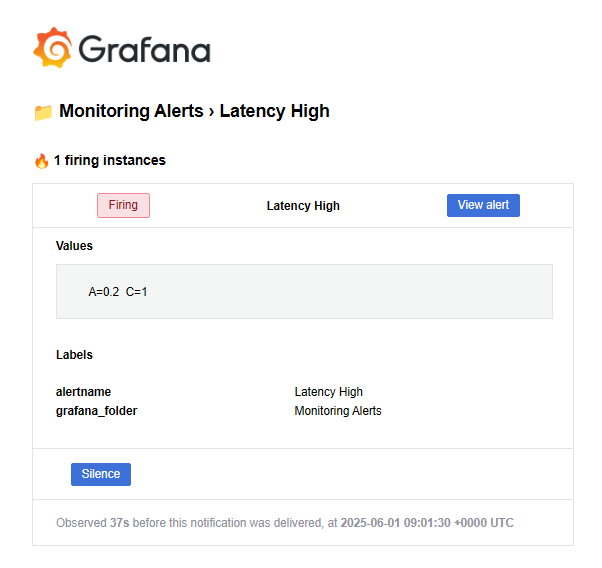 Grafana
Monitoring Alerts › Latency High
1 firing instances
Firing Latency High View alert
Values
A=0.2 C=1
Labels
alertname Latency High
grafana_folder Monitoring Alerts
Silence
Observed 37s before this notification was delivered, at 2025-06-01 09:01:30 +0000 UTC